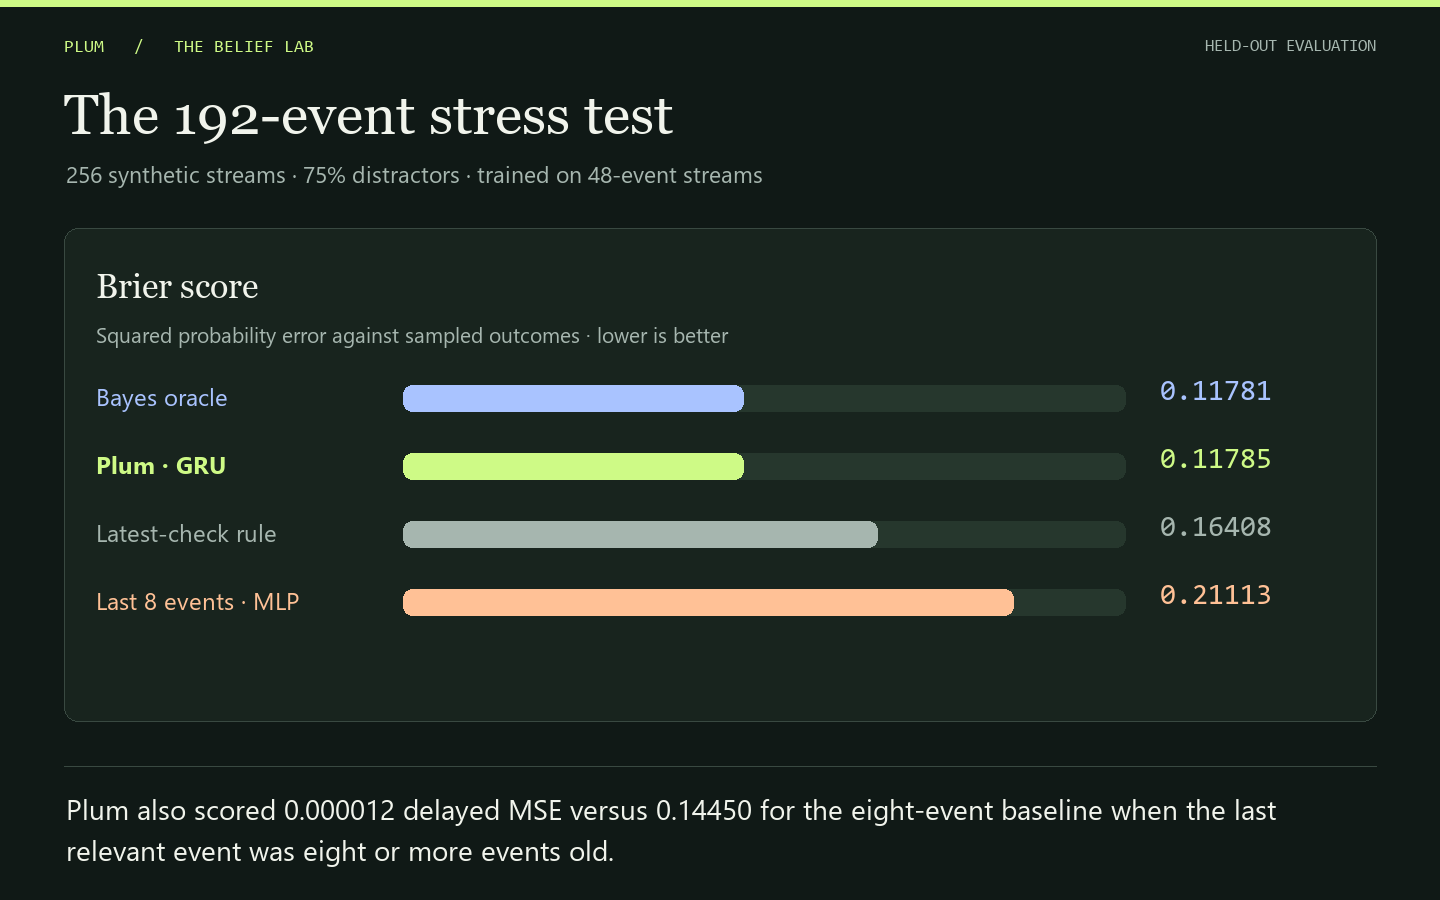 PLUM / THE BELIEF LAB
HELD-OUT EVALUATION
The 192-event stress test
256 synthetic streams · 75% distractors · trained on 48-event streams
Brier score
Squared probability error against sampled outcomes · lower is better
Bayes oracle 0.11781
Plum · GRU 0.11785
Latest-check rule 0.16408
Last 8 events · MLP 0.21113
Plum also scored 0.000012 delayed MSE versus 0.14450 for the eight-event baseline when the last
relevant event was eight or more events old.